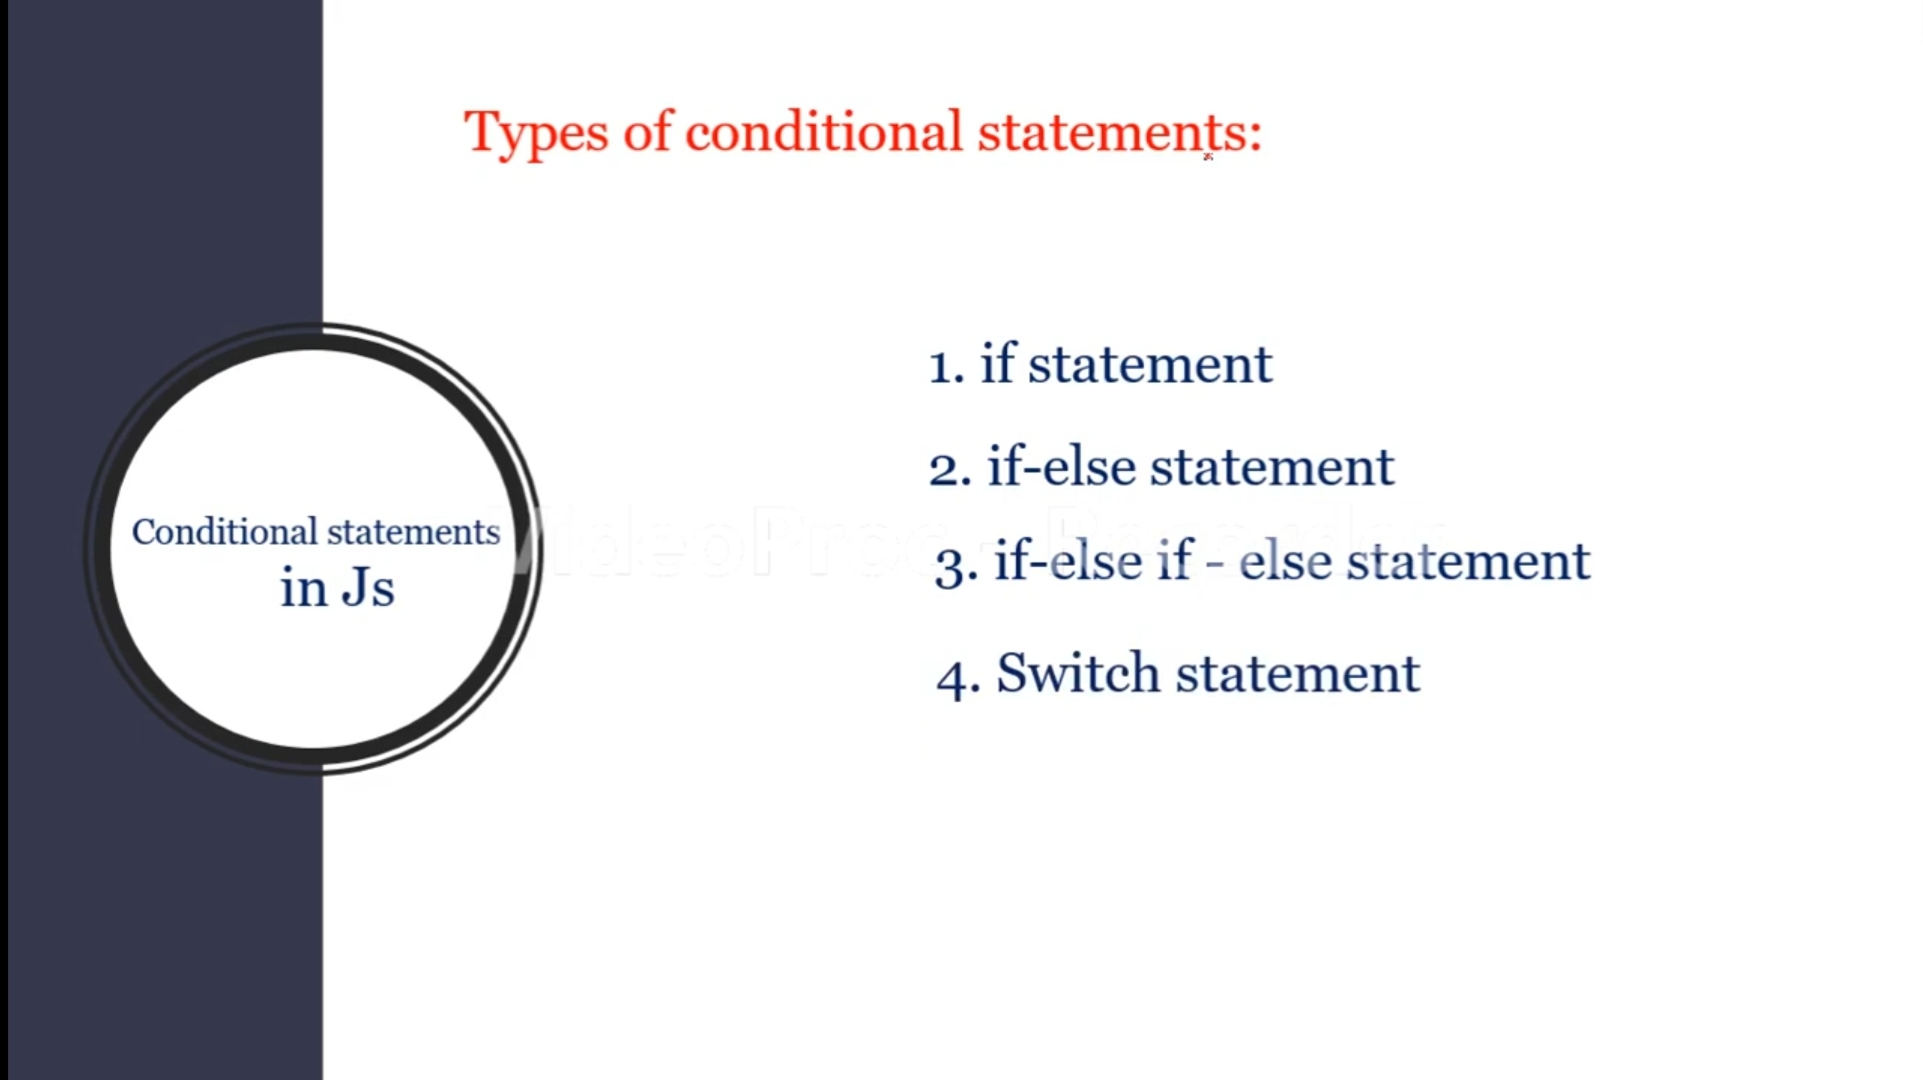 Types of conditional statements:
1. if statement
2. if-else statement
3. if-else if - else statement
4. Switch statement
Conditional statements
in Js
VideoProc - Recorder